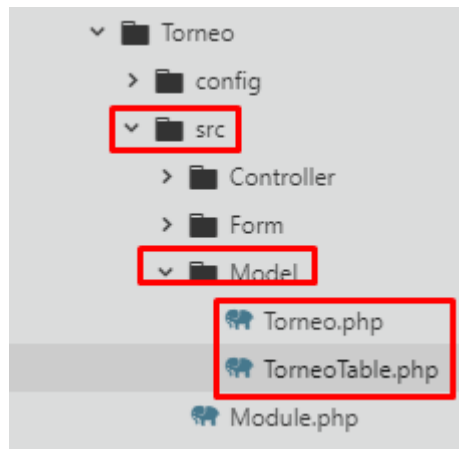 Torneo
config
src
Controller
Form
Model
Torneo.php
TorneoTable.php
Module.php